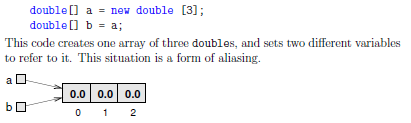 double[] a = new double [3];
double[] b = a;
This code creates one array of three doubles, and sets two different variables
to refer to it. This situation is a form of aliasing.
a
0.0 0.0 0.0
b
0 1 2